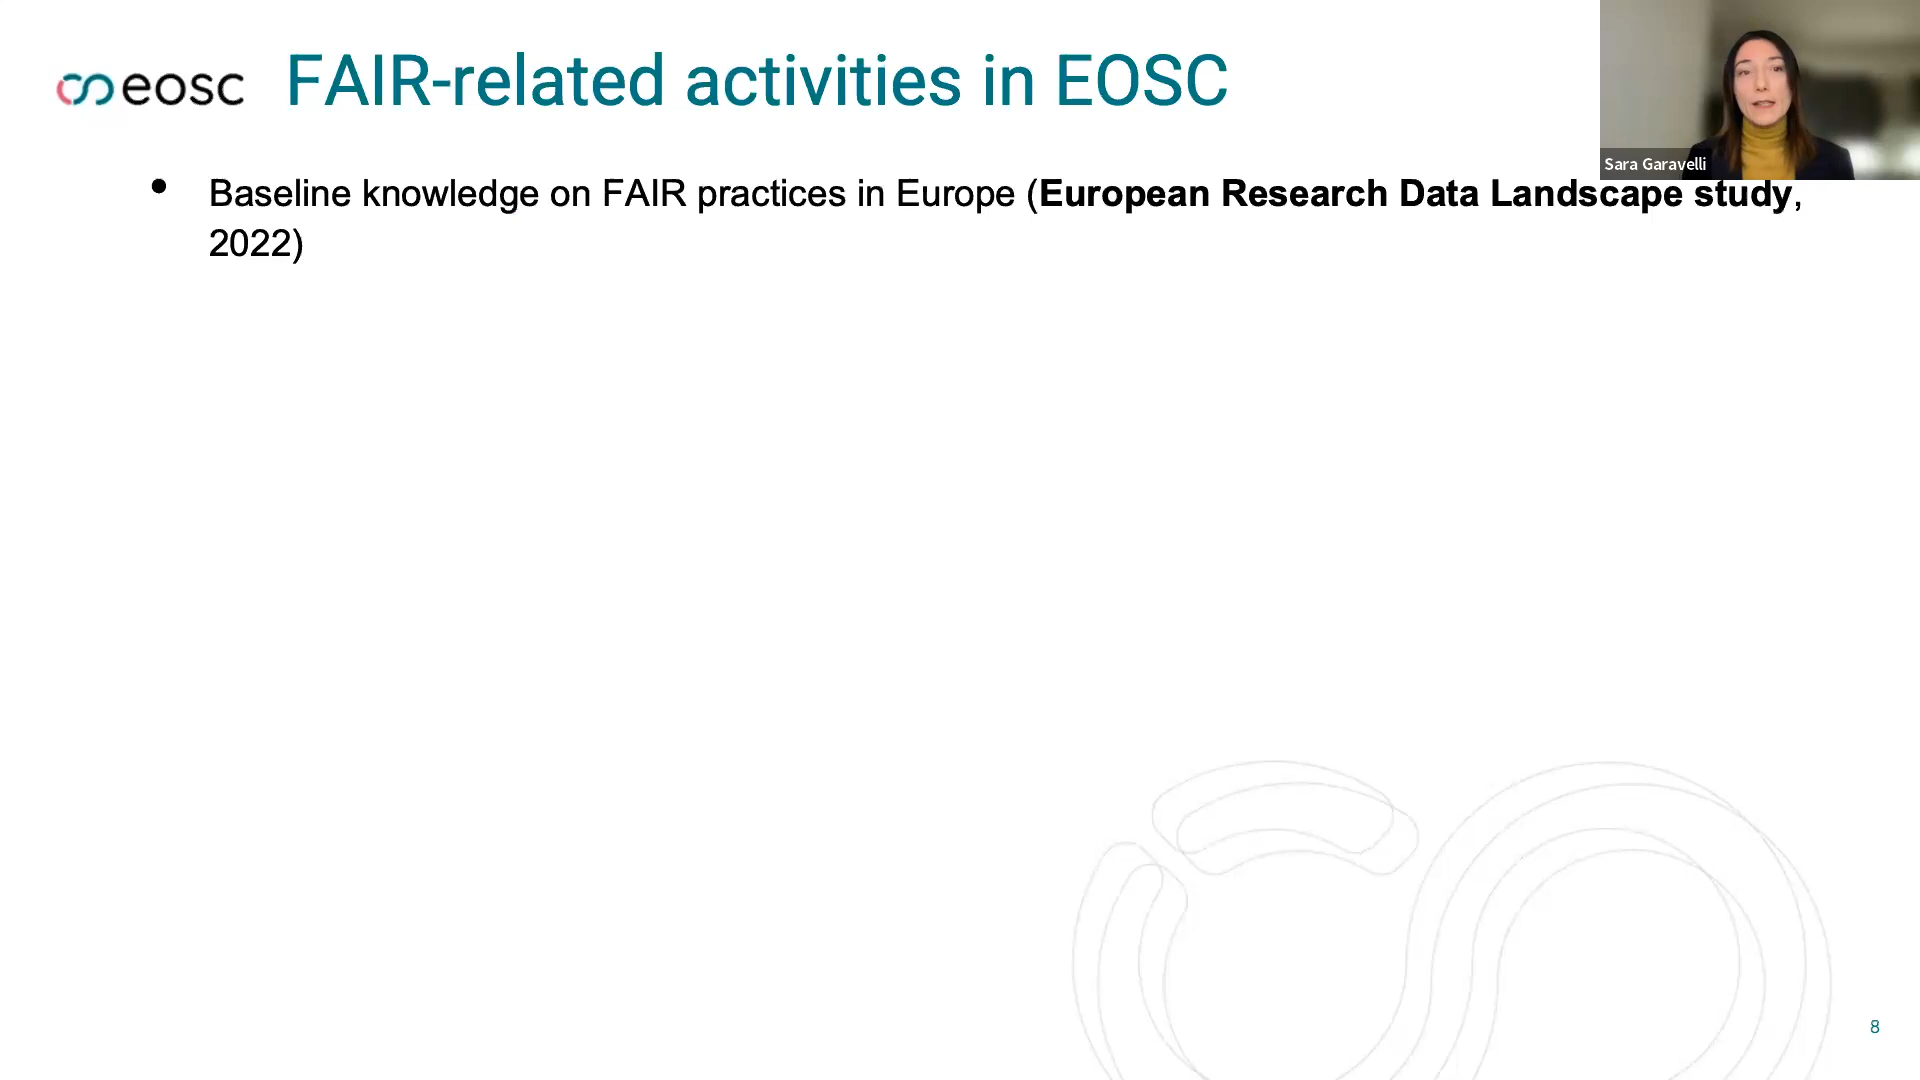 eosc
FAIR-related activities in EOSC
Sara Garavelli
• Baseline knowledge on FAIR practices in Europe (European Research Data Landscape study,
2022)
8